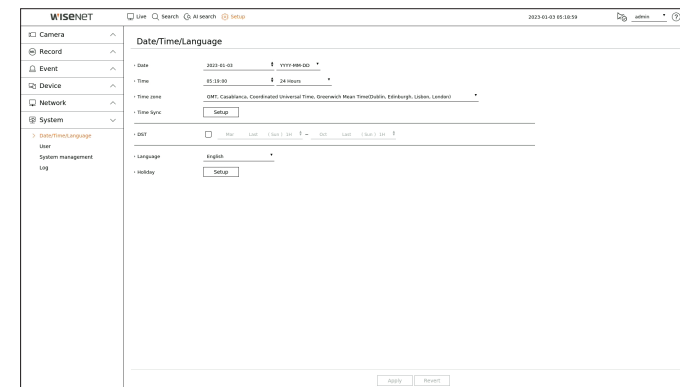 WISENET
Live Search AI search Setup
2023-01-03 05:18:59
admin
?
Camera
Record
Event
Device
Network
System
Date/Time/Language
User
System management
Log
Date/Time/Language
Date 2023-01-03 YYYY-MM-DD
Time 05:19:00 24 Hours
Time zone GMT, Casablanca, Coordinated Universal Time, Greenwich Mean Time(Dublin, Edinburgh, Lisbon, London)
Time Sync Setup
DST Mar Last (Sun) 1H – Oct Last (Sun) 1H
Language English
Holiday Setup
Apply Revert